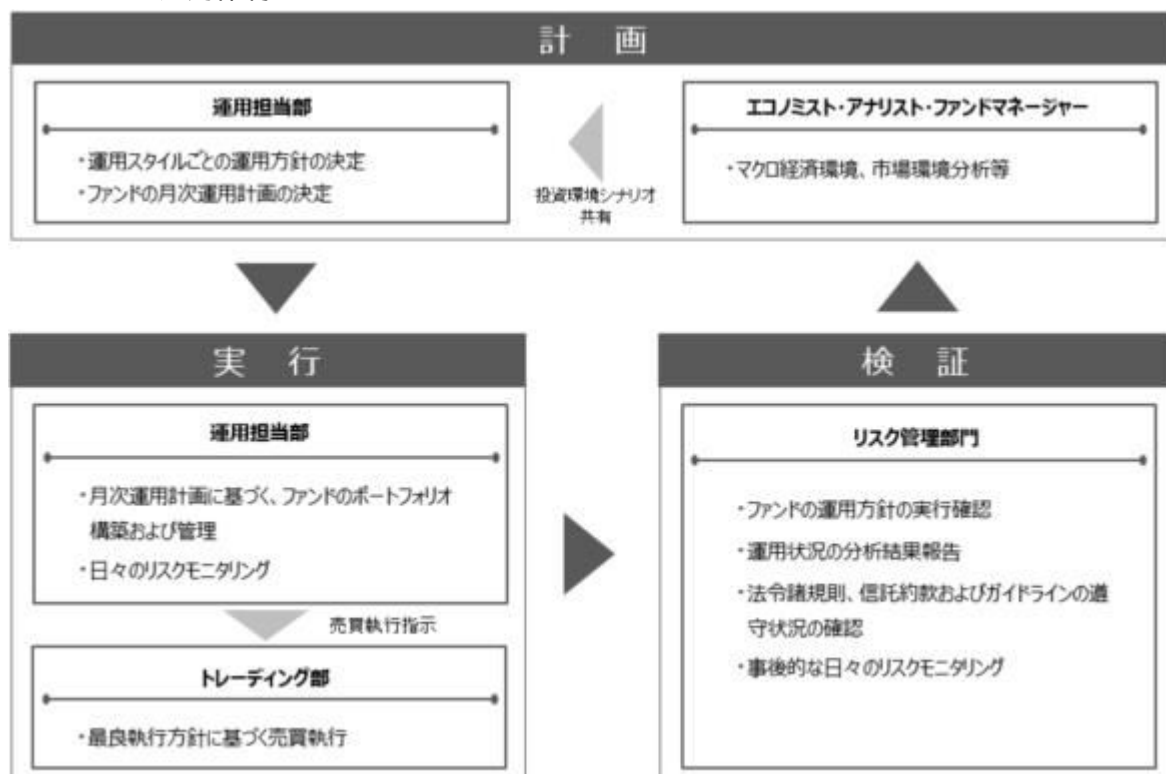 計 画
運用担当部
・運用スタイルごとの運用方針の決定
・ファンドの月次運用計画の決定
投資環境シナリオ
共有
エコノミスト・アナリスト・ファンドマネージャー
・マクロ経済環境、市場環境分析等
実 行
運用担当部
・月次運用計画に基づく、ファンドのポートフォリオ
構築および管理
・日々のリスクモニタリング
売買執行指示
トレーディング部
・最良執行方針に基づく売買執行
検 証
リスク管理部門
・ファンドの運用方針の実行確認
・運用状況の分析結果報告
・法令諸規則、信託約款およびガイドラインの遵
守状況の確認
・事後的な日々のリスクモニタリング